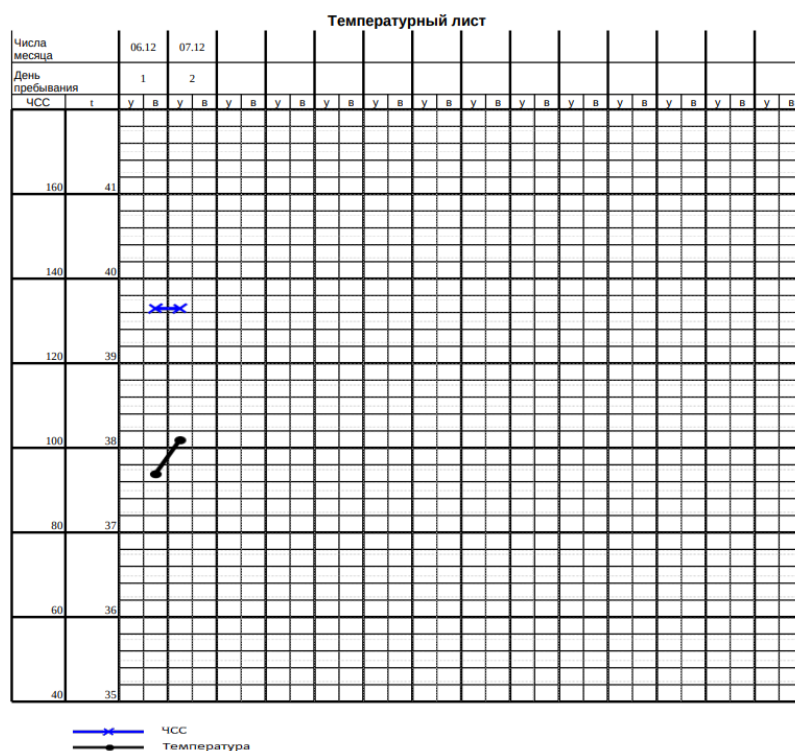 Температурный лист
Числа
месяца
06.12 07.12
День
пребывания
1 2
ЧСС t у в у в у в у в у в у в у в у в у в у в у в у в у в у в
160 41
140 40
120 39
100 38
80 37
60 36
40 35
ЧСС
Температура